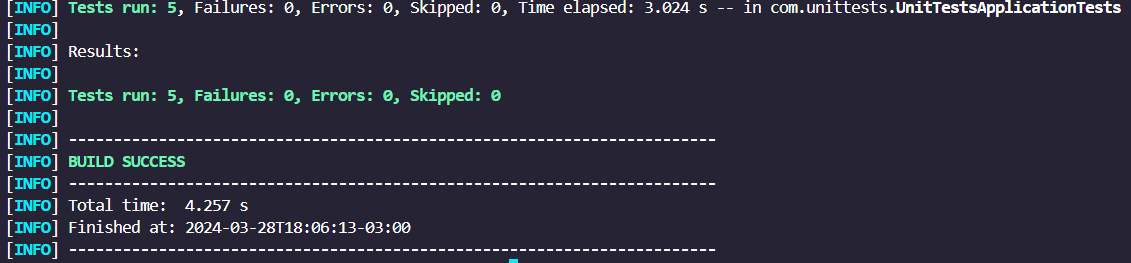 [INFO] Tests run: 5, Failures: 0, Errors: 0, Skipped: 0, Time elapsed: 3.024 s -- in com.unittests.UnitTestsApplicationTests
[INFO]
[INFO] Results:
[INFO]
[INFO] Tests run: 5, Failures: 0, Errors: 0, Skipped: 0
[INFO]
[INFO] ------------------------------------------------------------------------
[INFO] BUILD SUCCESS
[INFO] ------------------------------------------------------------------------
[INFO] Total time:  4.257 s
[INFO] Finished at: 2024-03-28T18:06:13-03:00
[INFO] ------------------------------------------------------------------------